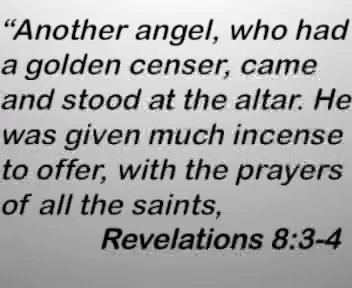 “Another angel, who had
a golden censer, came
and stood at the altar. He
was given much incense
to offer, with the prayers
of all the saints,
Revelations 8:3-4